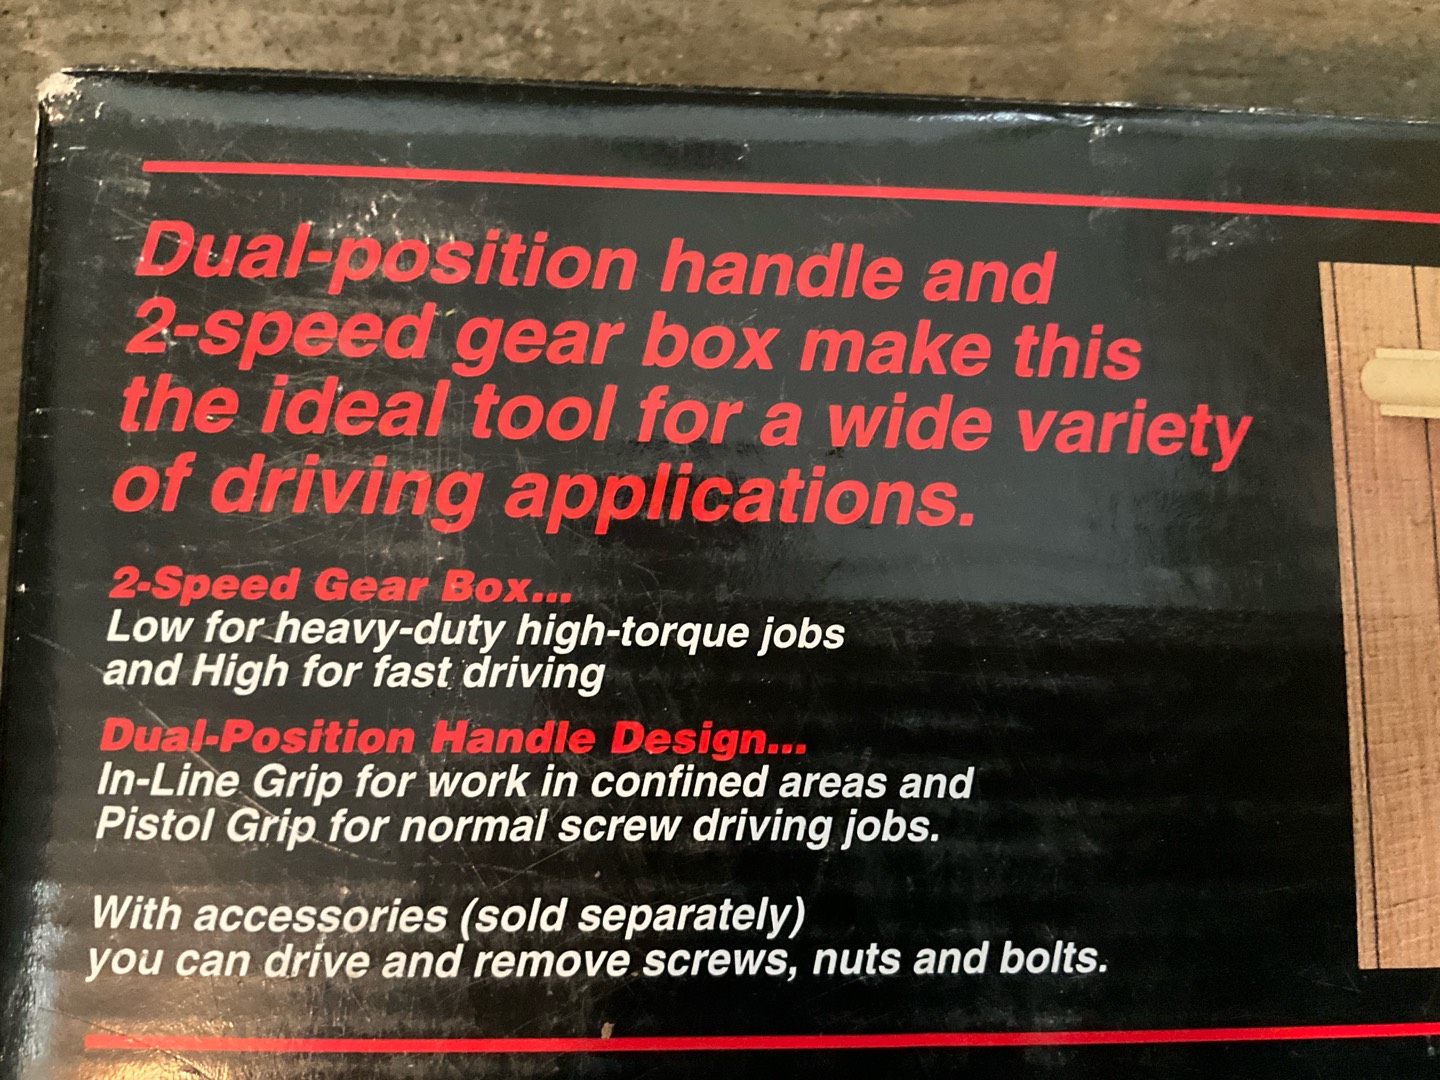 Dual-position handle and
2-speed gear box make this
the ideal tool for a wide variety
of driving applications.
2-Speed Gear Box...
Low for heavy-duty high-torque jobs
and High for fast driving
Dual-Position Handle Design...
In-Line Grip for work in confined areas and
Pistol Grip for normal screw driving jobs.
With accessories (sold separately)
you can drive and remove screws, nuts and bolts.